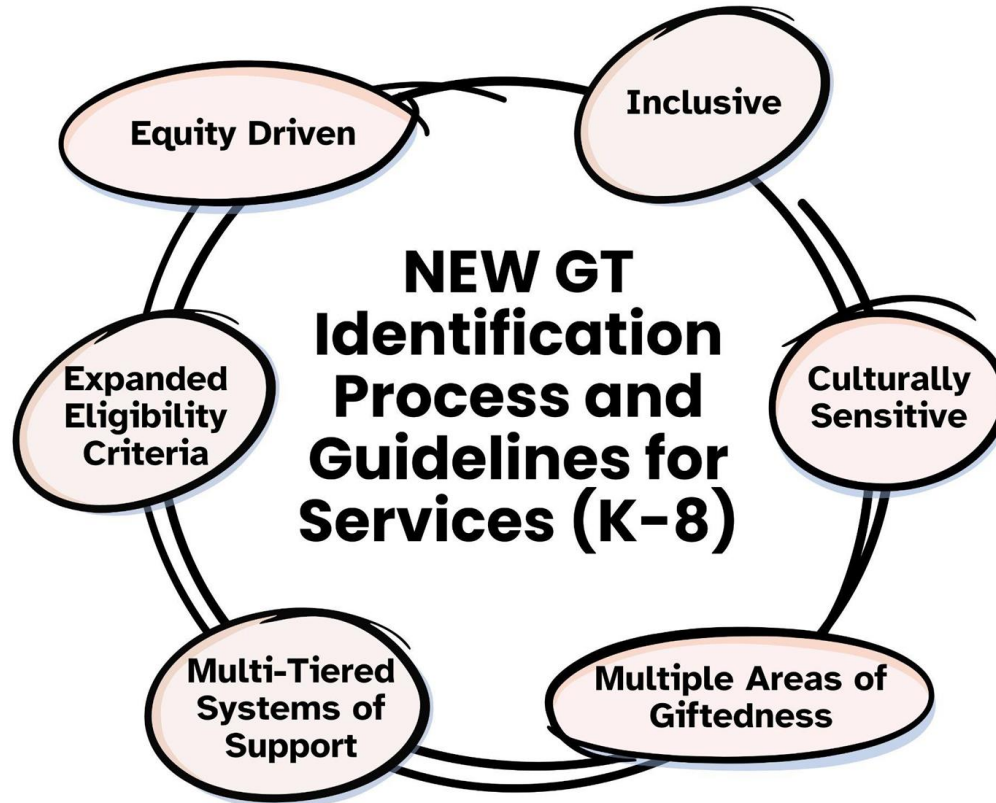 Equity Driven
Inclusive
NEW GT
Identification
Process and
Guidelines for
Services (K-8)
Expanded
Eligibility
Criteria
Culturally
Sensitive
Multi-Tiered
Systems of
Support
Multiple Areas of
Giftedness